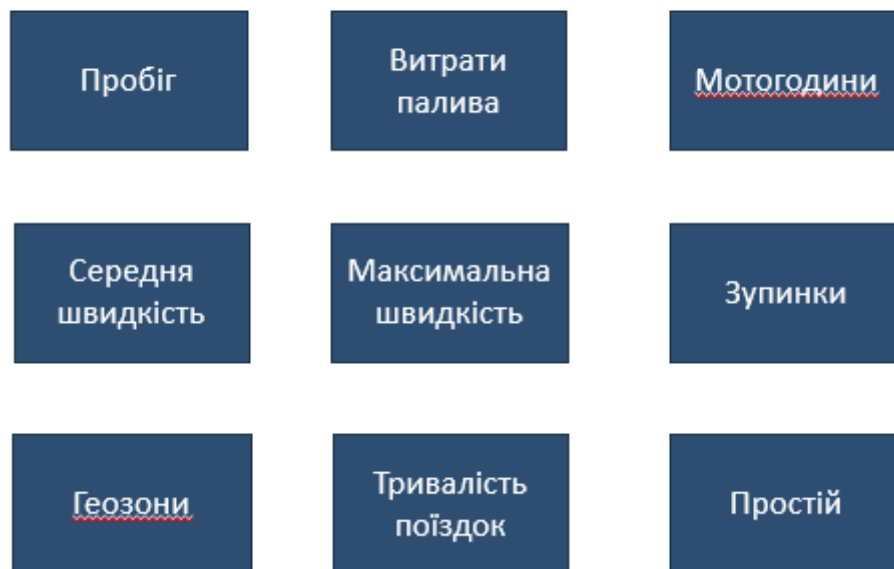 Пробіг
Витрати
палива
Мотогодини
Середня
швидкість
Максимальна
швидкість
Зупинки
Геозони
Тривалість
поїздок
Простій